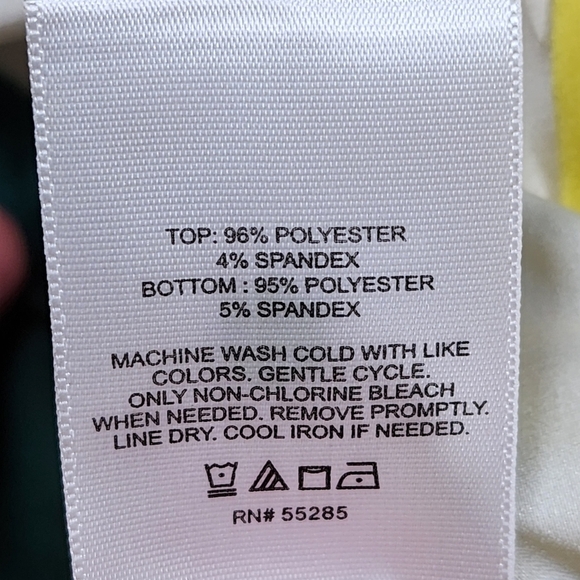 TOP: 96% POLYESTER
4% SPANDEX
BOTTOM : 95% POLYESTER
5% SPANDEX
MACHINE WASH COLD WITH LIKE
COLORS. GENTLE CYCLE.
ONLY NON-CHLORINE BLEACH
WHEN NEEDED. REMOVE PROMPTLY.
LINE DRY. COOL IRON IF NEEDED.
RN# 55285